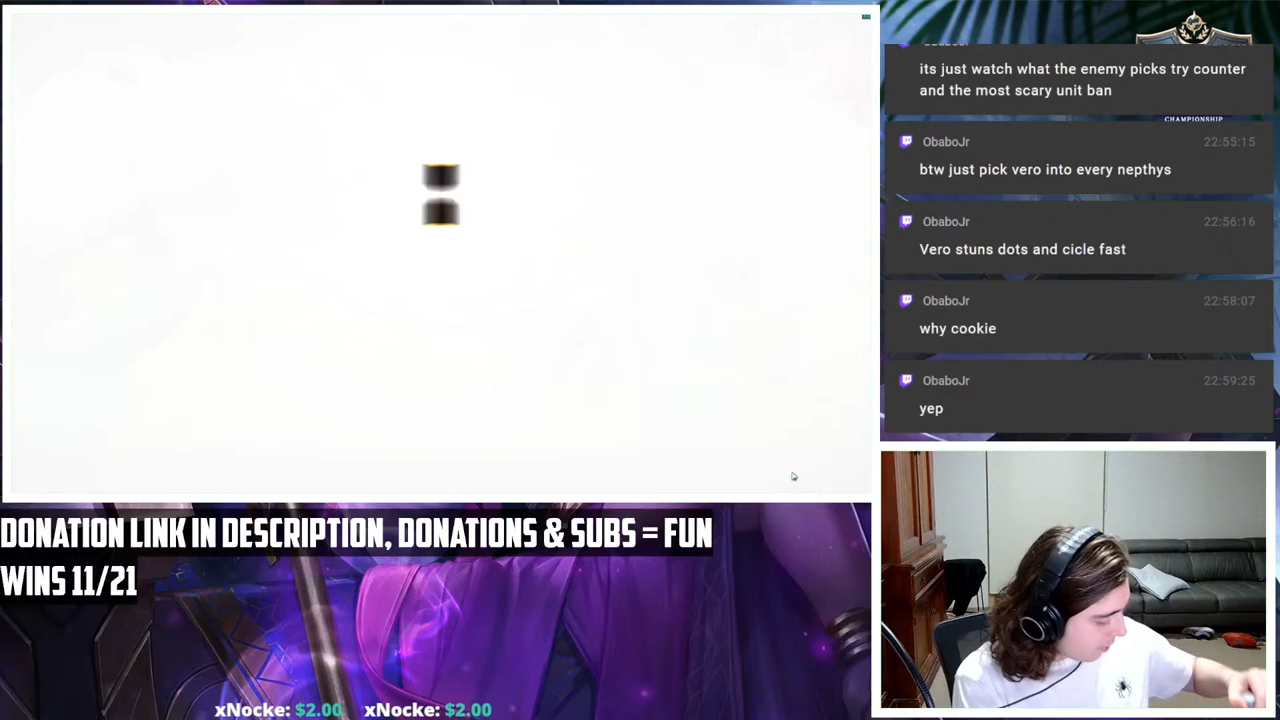 its just watch what the enemy picks try counter
and the most scary unit ban
CHAMPIONSHIP
ObaboJr 22:55:15
btw just pick vero into every nepthys
ObaboJr 22:56:16
Vero stuns dots and cicle fast
ObaboJr 22:58:07
why cookie
ObaboJr 22:59:25
yep
DONATION LINK IN DESCRIPTION, DONATIONS & SUBS = FUN
WINS 11/21
xNocke: $2.00 xNocke: $2.00